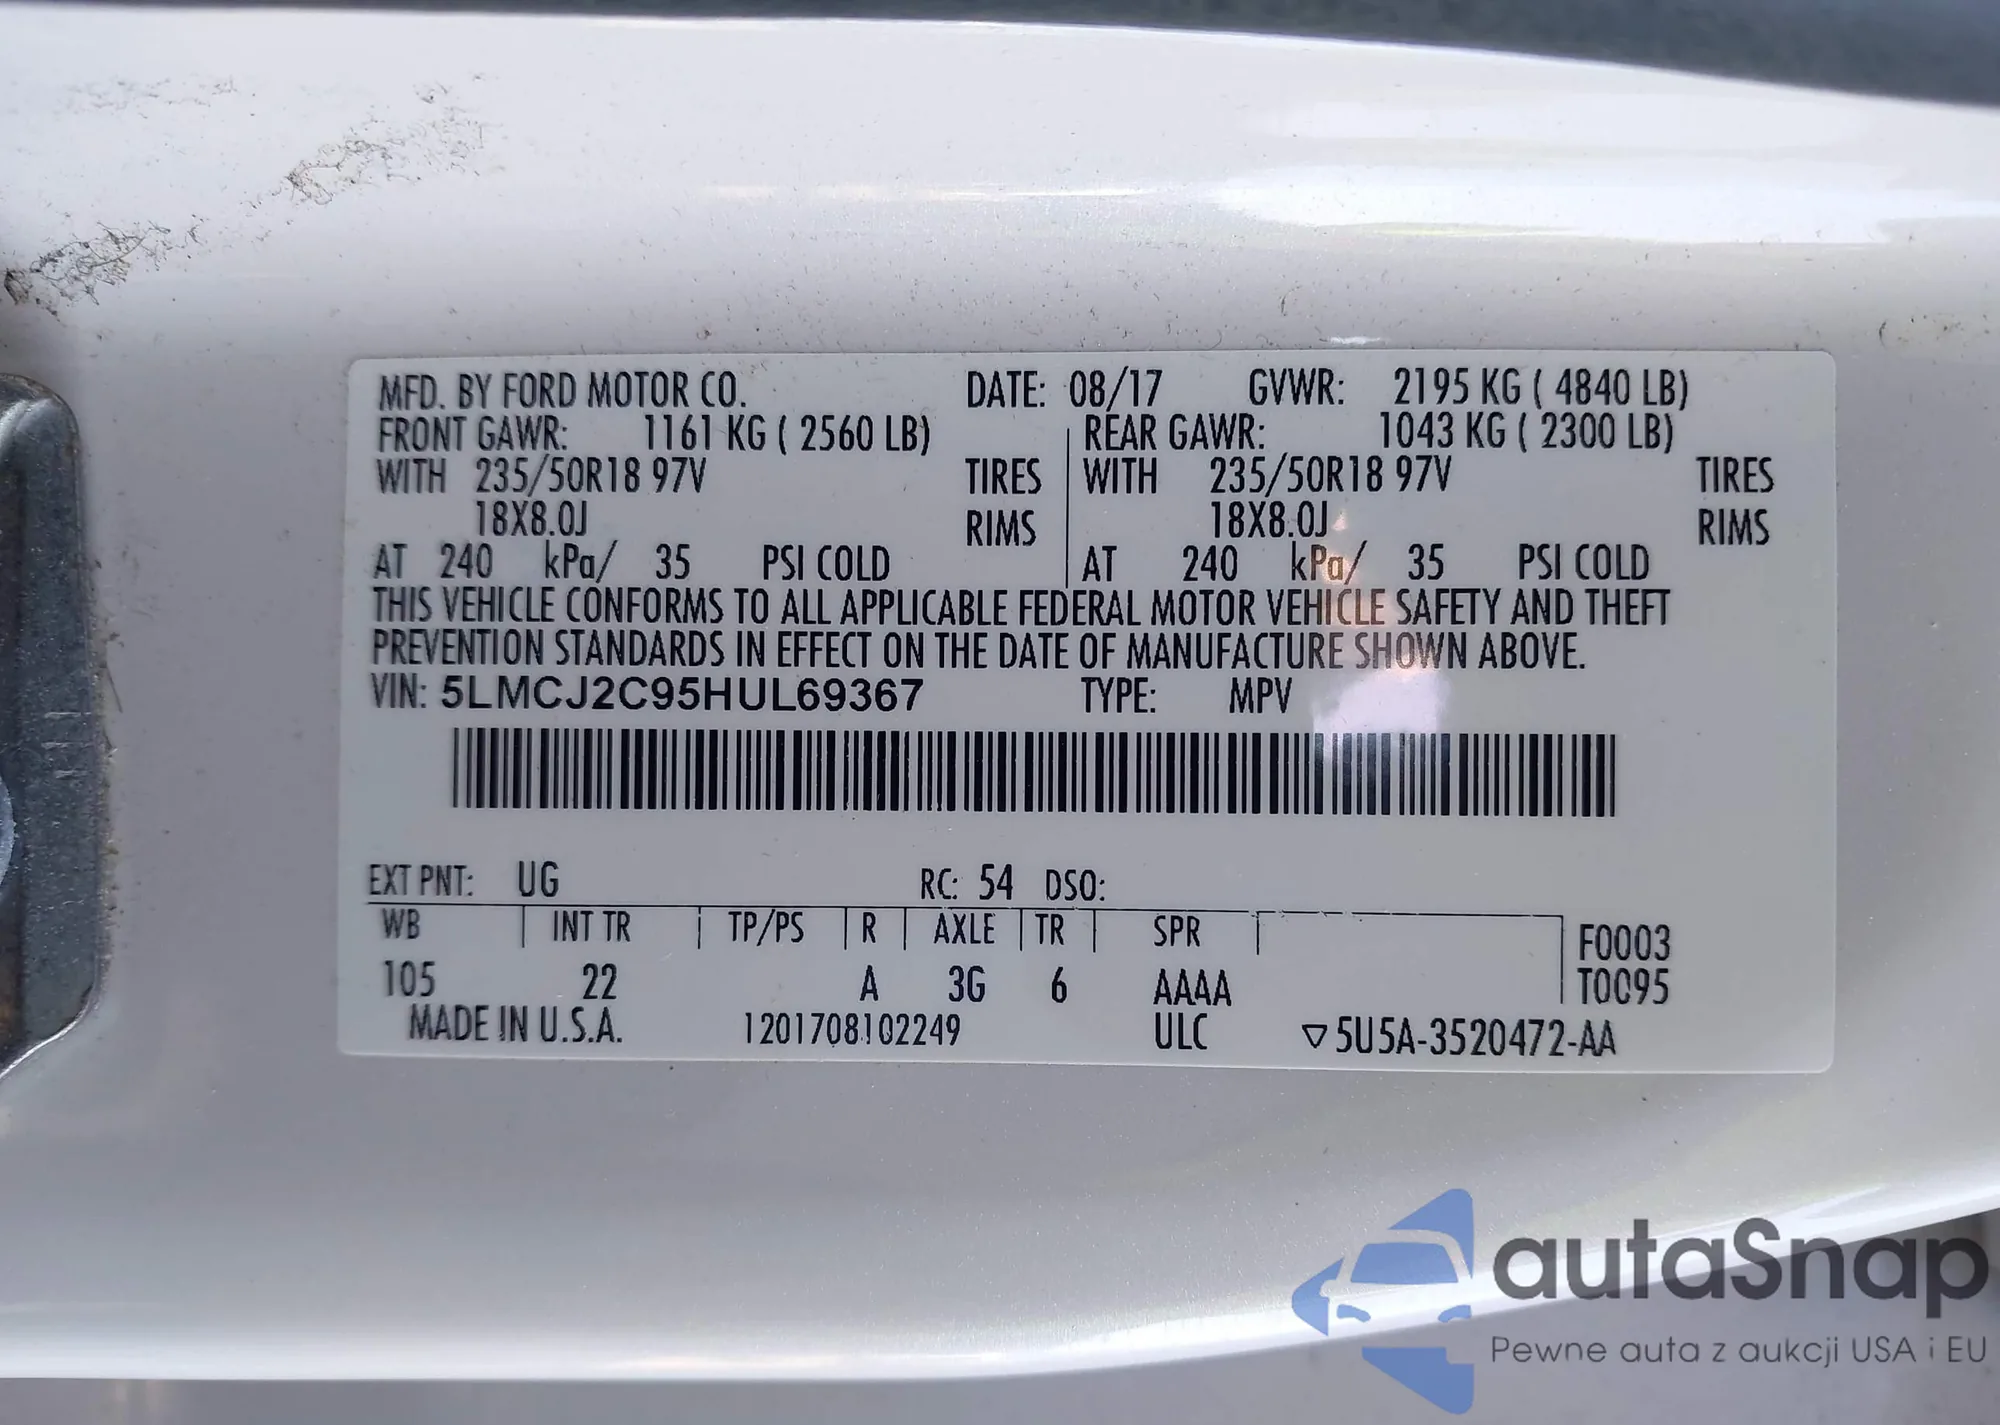 MFD. BY FORD MOTOR CO. DATE: 08/17 GVWR: 2195 KG ( 4840 LB)
FRONT GAWR: 1161 KG ( 2560 LB) REAR GAWR: 1043 KG ( 2300 LB)
WITH 235/50R18 97V TIRES WITH 235/50R18 97V TIRES
18X8.0J RIMS 18X8.0J RIMS
AT 240 kPa/ 35 PSI COLD AT 240 kPa/ 35 PSI COLD
THIS VEHICLE CONFORMS TO ALL APPLICABLE FEDERAL MOTOR VEHICLE SAFETY AND THEFT
PREVENTION STANDARDS IN EFFECT ON THE DATE OF MANUFACTURE SHOWN ABOVE.
VIN: 5LMCJ2C95HUL69367 TYPE: MPV
EXT PNT: UG RC: 54 DSO:
WB INT TR TP/PS R AXLE TR SPR F0003
105 22 A 3G 6 AAAA T0095
MADE IN U.S.A. 1201708102249 ULC ▽5U5A-3520472-AA
autaSnap
Pewne auta z aukcji USA i EU